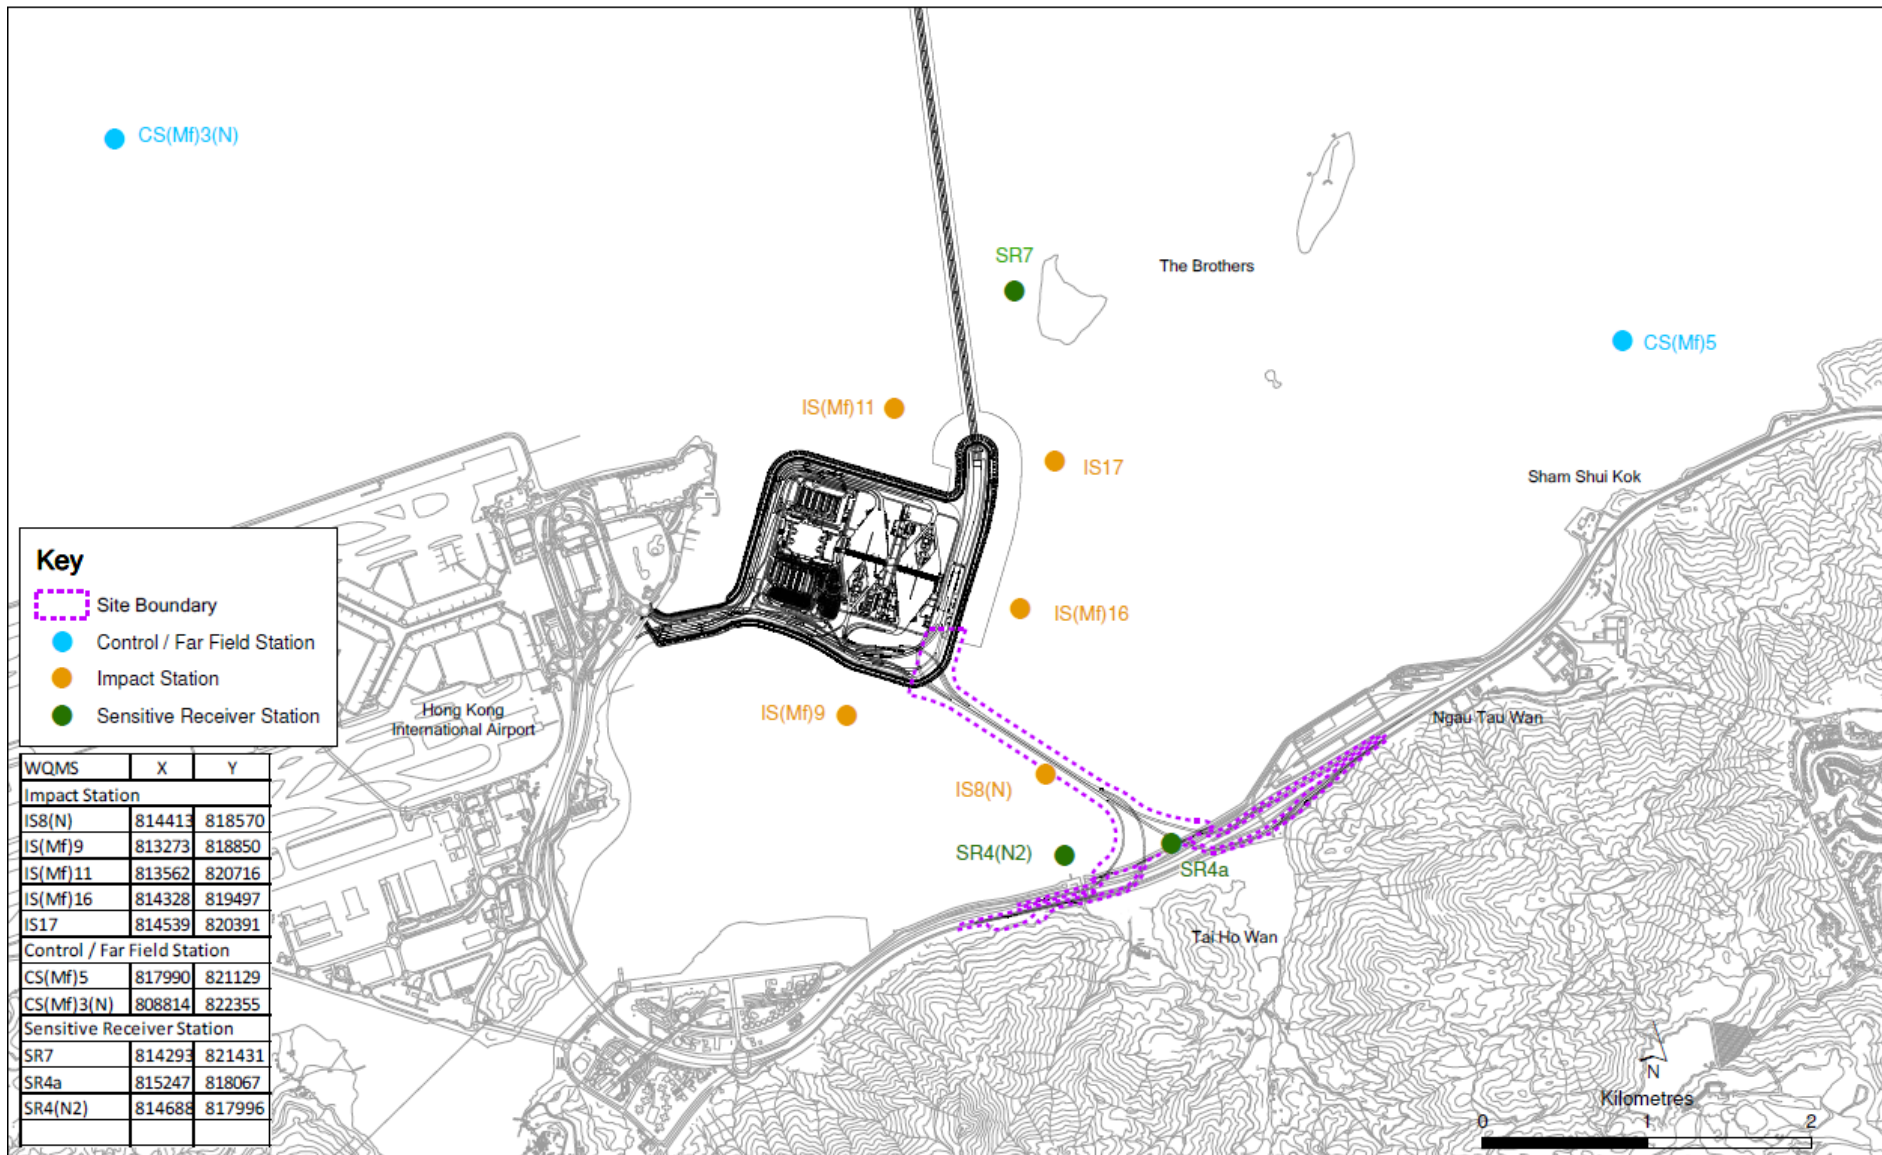 CS(Mf)3(N)
SR7
The Brothers
CS(Mf)5
IS(Mf)11
IS17
Sham Shui Kok
IS(Mf)16
Key
Site Boundary
Control / Far Field Station
Impact Station
Sensitive Receiver Station
Hong Kong
International Airport
IS(Mf)9
Ngau Tau Wan
IS8(N)
SR4(N2)
SR4a
Tai Ho Wan
WQMS X Y
Impact Station
IS8(N) 814413 818570
IS(Mf)9 813273 818850
IS(Mf)11 813562 820716
IS(Mf)16 814328 819497
IS17 814539 820391
Control / Far Field Station
CS(Mf)5 817990 821129
CS(Mf)3(N) 808814 822355
Sensitive Receiver Station
SR7 814293 821431
SR4a 815247 818067
SR4(N2) 814688 817996
N
Kilometres
0 1 2